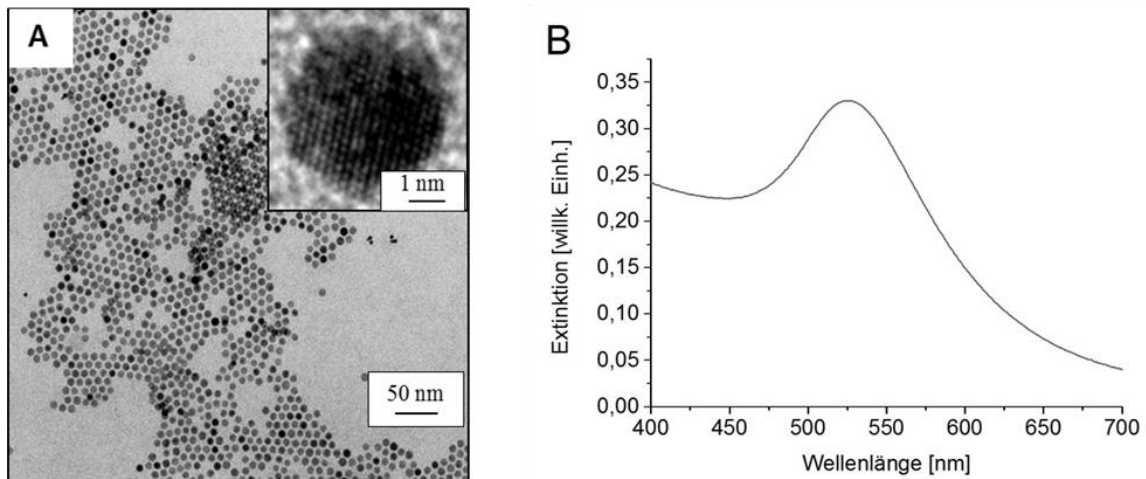 A
1 nm
50 nm
B
Extinktion [willk. Einh.]
0,35
0,30
0,25
0,20
0,15
0,10
0,05
0,00
400 450 500 550 600 650 700
Wellenlänge [nm]